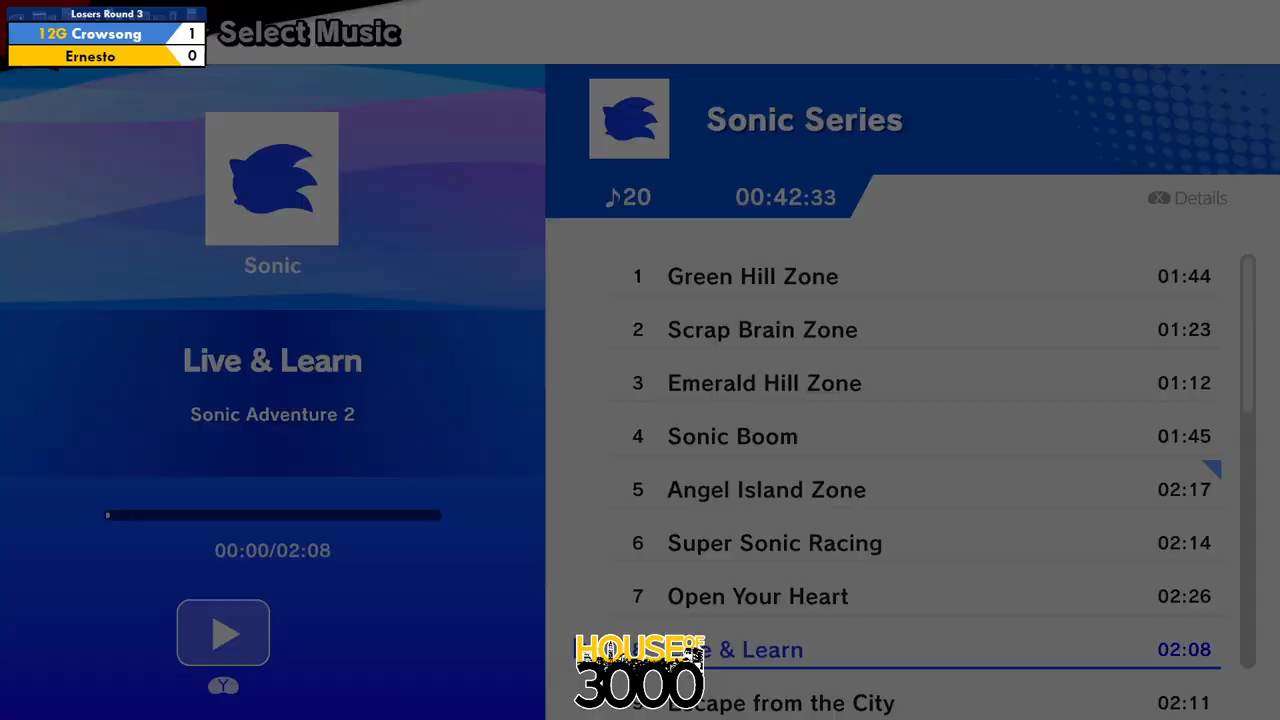 Losers Round 3
12G Crowsong 1
Ernesto 0
Select Music
Sonic
Live & Learn
Sonic Adventure 2
00:00/02:08
Y
Sonic Series
♪20 00:42:33
X Details
1 Green Hill Zone 01:44
2 Scrap Brain Zone 01:23
3 Emerald Hill Zone 01:12
4 Sonic Boom 01:45
5 Angel Island Zone 02:17
6 Super Sonic Racing 02:14
7 Open Your Heart 02:26
& Learn 02:08
Escape from the City 02:11
HOUSE OF
3000